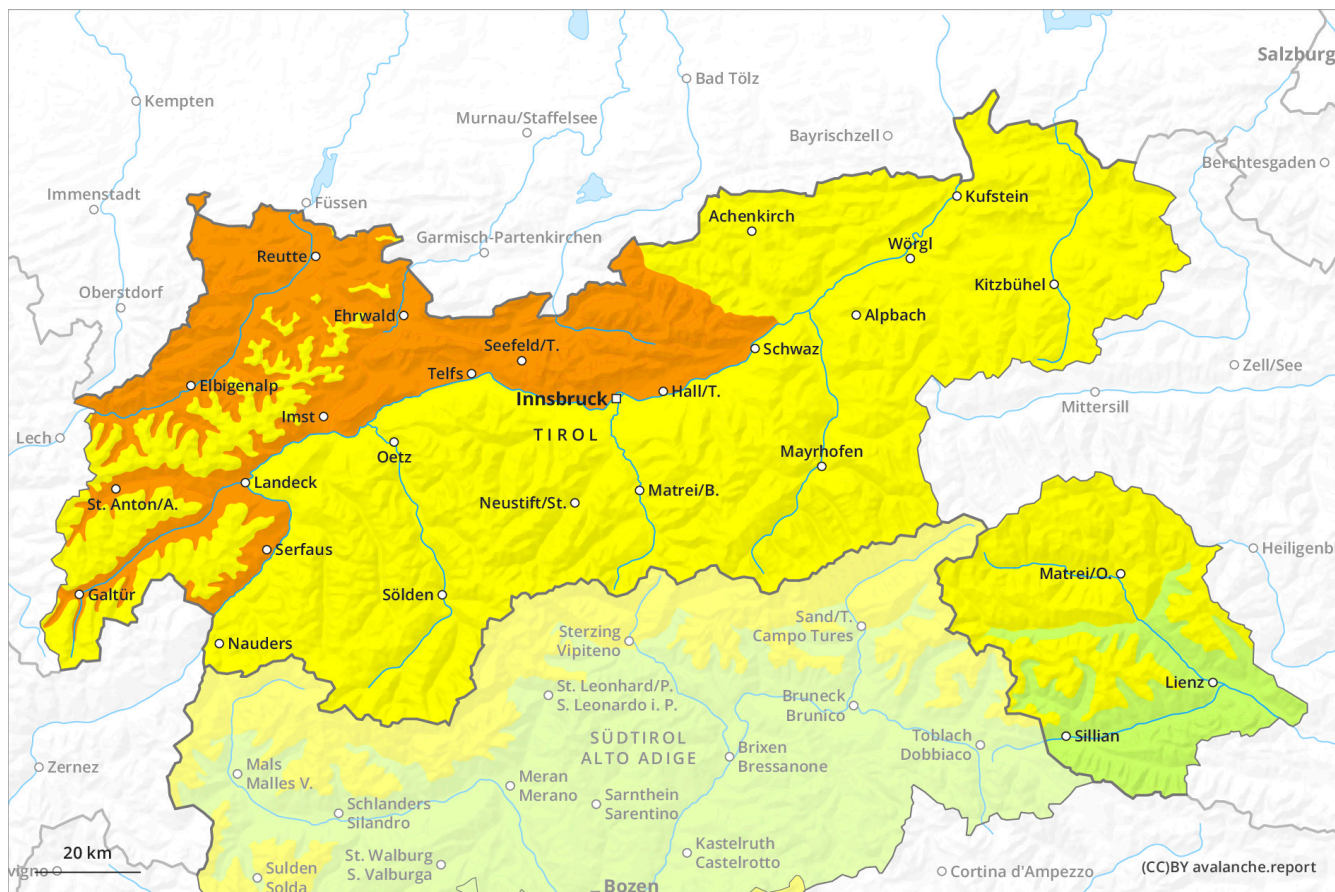 Salzburg
Bad Tölz
Kempten
Murnau/Staffelsee
Bayrischzell
Berchtesgaden
Immenstadt
Kufstein
Füssen
Achenkirch
Garmisch-Partenkirchen
Wörgl
Reutte
Kitzbühel
Oberstdorf
Ehrwald
Alpbach
Seefeld/T.
Schwaz
Zell/See
Telfs
Elbigenalp
Hall/T.
Innsbruck
Mittersill
Imst
TIROL
Lech
Oetz
Mayrhofen
Landeck
Matrei/B.
St. Anton/A.
Neustift/St.
Serfaus
Heiligenb
Matrei/O.
Galtür
Sölden
Sand/T.
Campo Tures
Sterzing
Vipiteno
Nauders
Lienz
St. Leonhard/P.
S. Leonardo i. P.
Bruneck
Brunico
Sillian
Toblach
Dobbiaco
SÜDTIROL
ALTO ADIGE
Brixen
Bressanone
Zernez
Mals
Malles V.
Meran
Merano
Sarnthein
Sarentino
Schlanders
Silandro
Kastelruth
Castelrotto
20 km
St. Walburg
S. Valburga
vigno
Sulden
Solda
Cortina d'Ampezzo
(CC)BY avalanche.report
Bozen